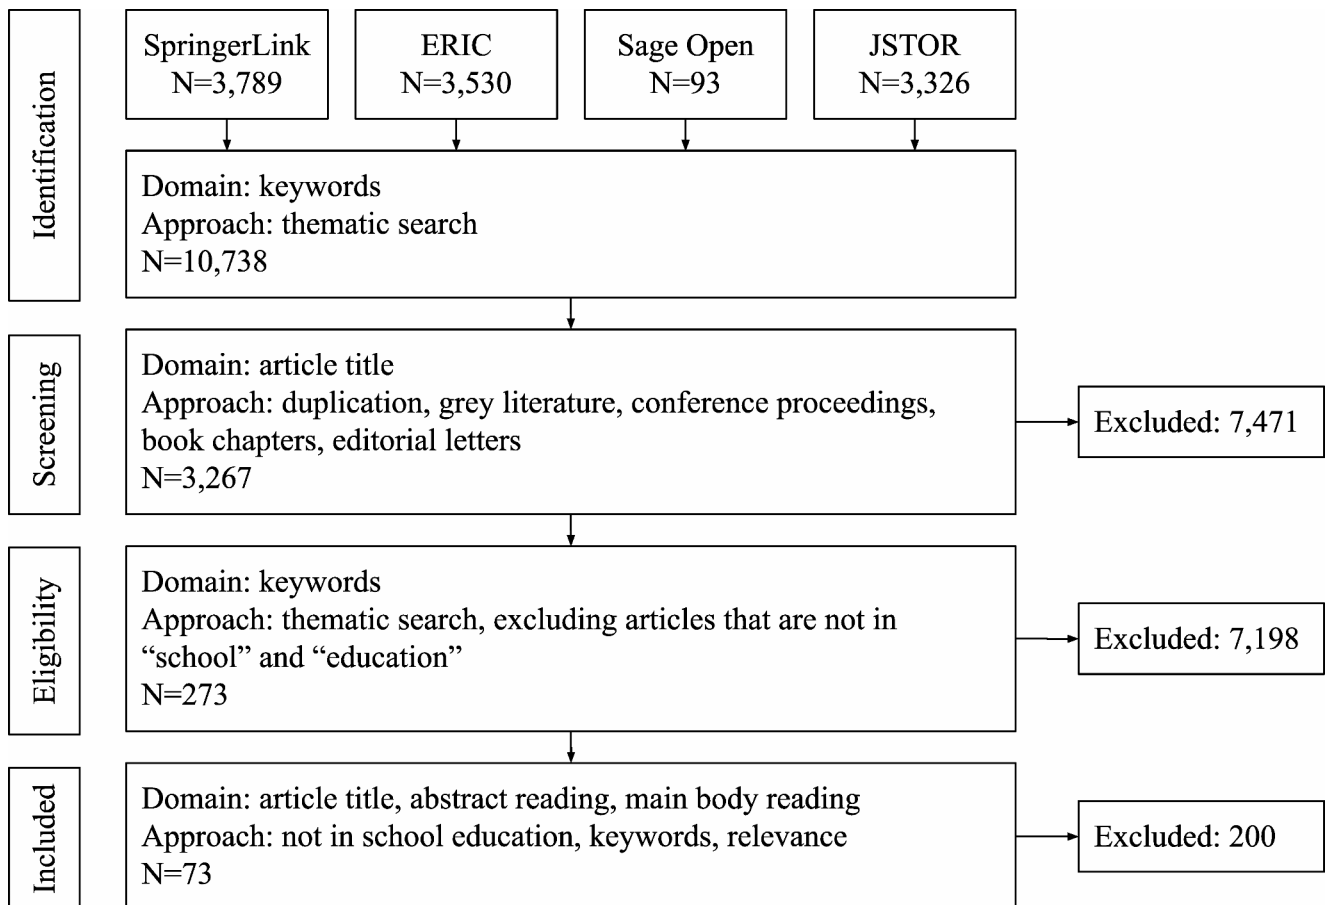 Identification
SpringerLink
N=3,789
ERIC
N=3,530
Sage Open
N=93
JSTOR
N=3,326
Domain: keywords
Approach: thematic search
N=10,738
Screening
Domain: article title
Approach: duplication, grey literature, conference proceedings,
book chapters, editorial letters
N=3,267
Excluded: 7,471
Eligibility
Domain: keywords
Approach: thematic search, excluding articles that are not in
“school” and “education”
N=273
Excluded: 7,198
Included
Domain: article title, abstract reading, main body reading
Approach: not in school education, keywords, relevance
N=73
Excluded: 200